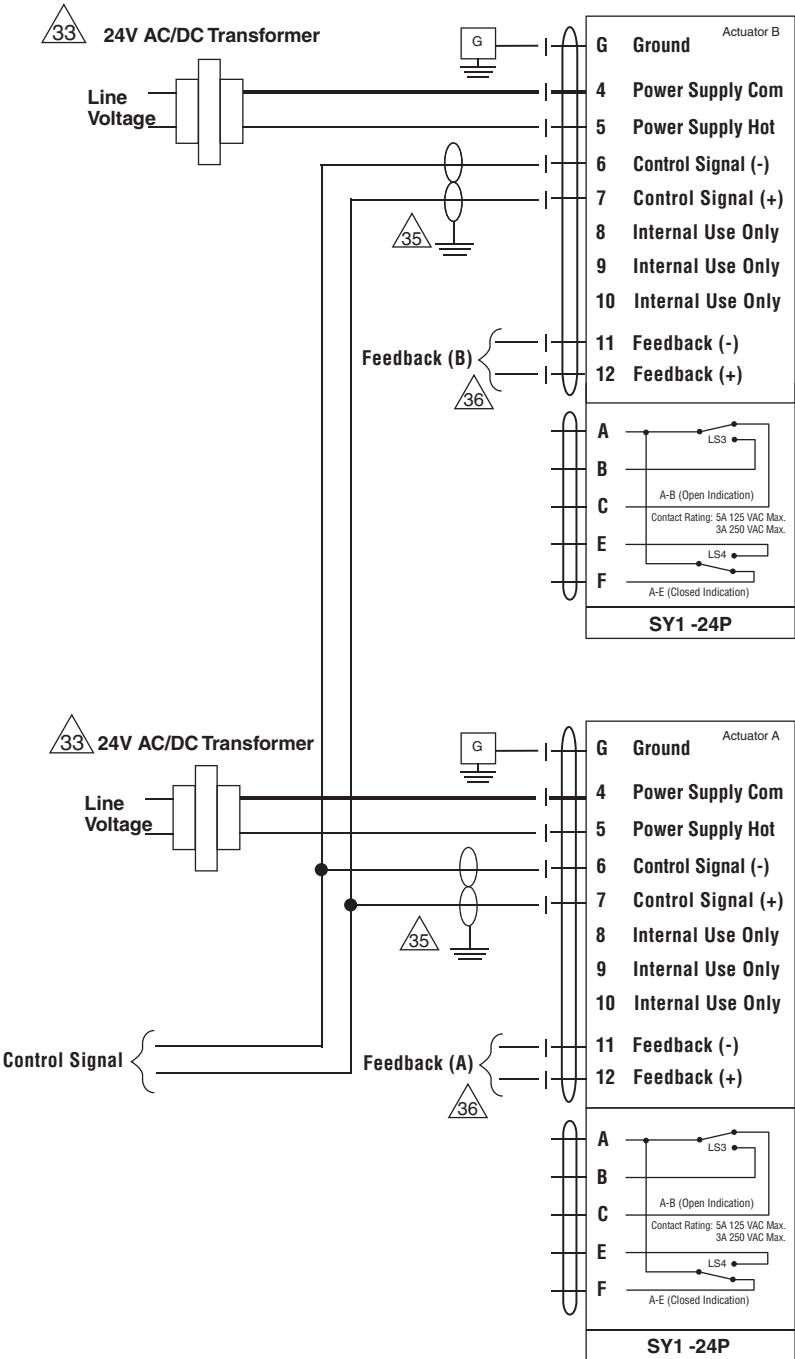 33 24V AC/DC Transformer
Line
Voltage
G
Actuator B
G Ground
4 Power Supply Com
5 Power Supply Hot
6 Control Signal (-)
7 Control Signal (+)
8 Internal Use Only
9 Internal Use Only
10 Internal Use Only
11 Feedback (-)
12 Feedback (+)
35
Feedback (B)
36
A
LS3
B
A-B (Open Indication)
C
Contact Rating: 5A 125 VAC Max.
3A 250 VAC Max.
E
LS4
F
A-E (Closed Indication)
SY1 -24P
33 24V AC/DC Transformer
Line
Voltage
G
Actuator A
G Ground
4 Power Supply Com
5 Power Supply Hot
6 Control Signal (-)
7 Control Signal (+)
8 Internal Use Only
9 Internal Use Only
10 Internal Use Only
11 Feedback (-)
12 Feedback (+)
35
Control Signal
Feedback (A)
36
A
LS3
B
A-B (Open Indication)
C
Contact Rating: 5A 125 VAC Max.
3A 250 VAC Max.
E
LS4
F
A-E (Closed Indication)
SY1 -24P